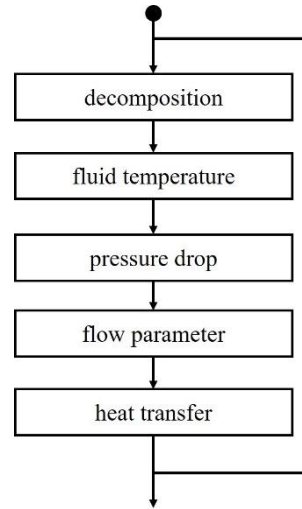 decomposition
fluid temperature
pressure drop
flow parameter
heat transfer